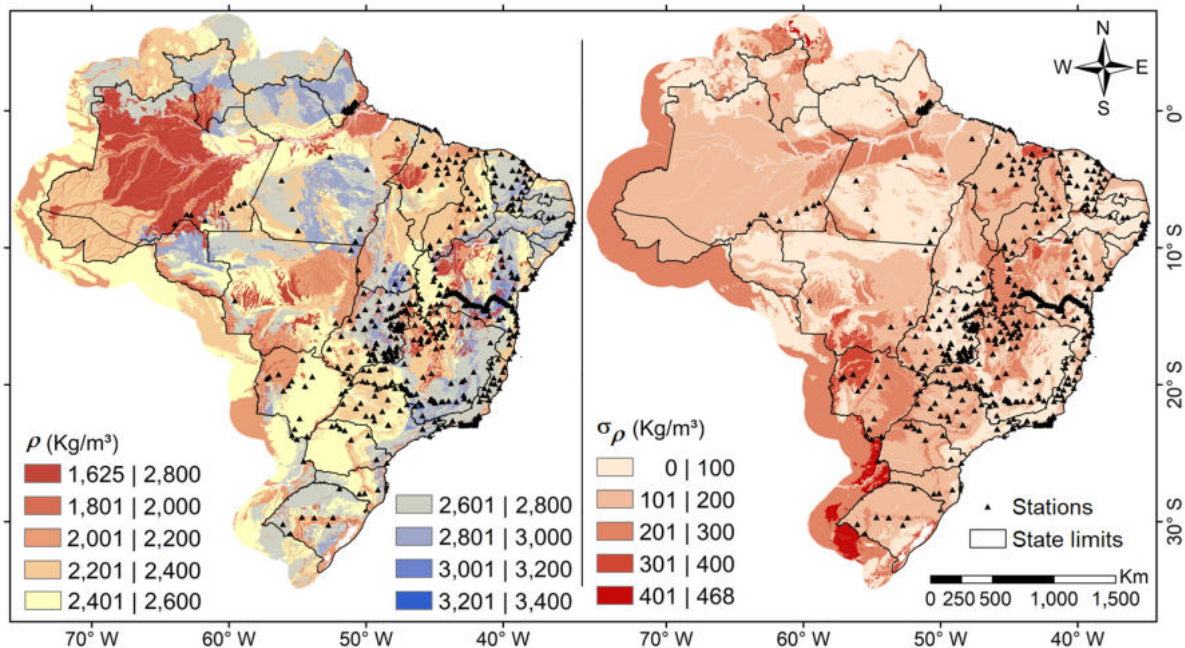 N
W E
S
0°
10°S
20°S
30°S
ρ (Kg/m³)
1,625 | 2,800
1,801 | 2,000
2,001 | 2,200
2,201 | 2,400
2,401 | 2,600
2,601 | 2,800
2,801 | 3,000
3,001 | 3,200
3,201 | 3,400
σρ (Kg/m³)
0 | 100
101 | 200
201 | 300
301 | 400
401 | 468
Stations
State limits
Km
0 250 500 1,000 1,500
70°W 60°W 50°W 40°W 70°W 60°W 50°W 40°W